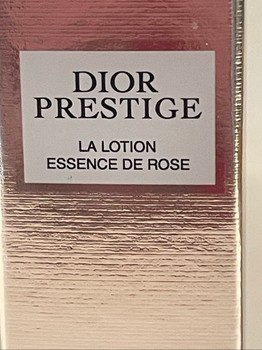 DIOR
PRESTIGE
LA LOTION
ESSENCE DE ROSE